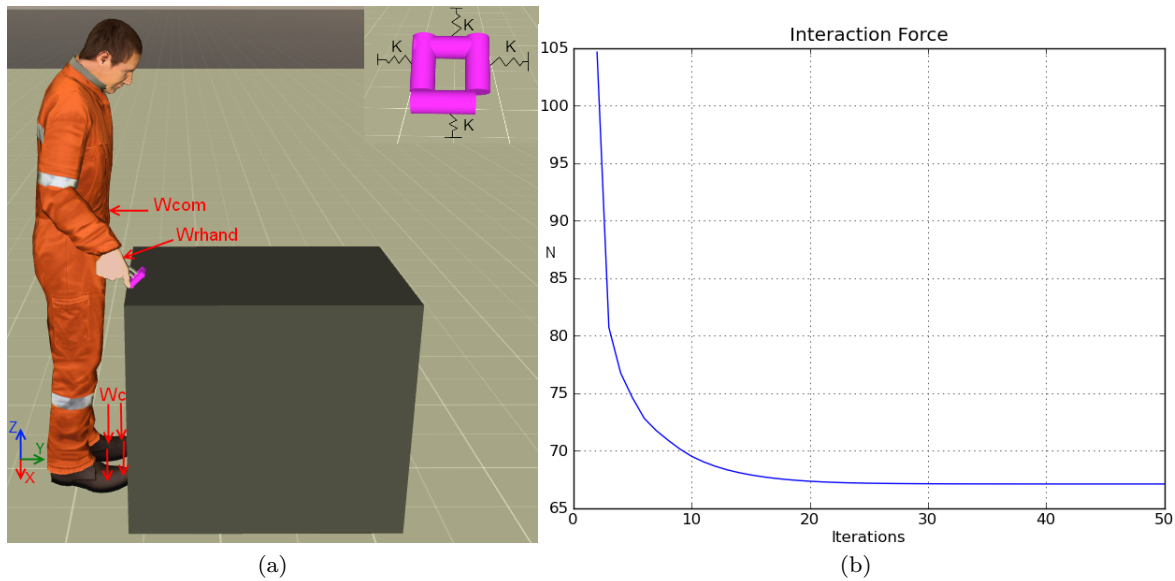 K
K
K
K
Wcom
Wrhand
Wc
Z
Y
X
(a)
Interaction Force
105
100
95
90
N
85
80
75
70
65
0
10
20
30
40
50
Iterations
(b)